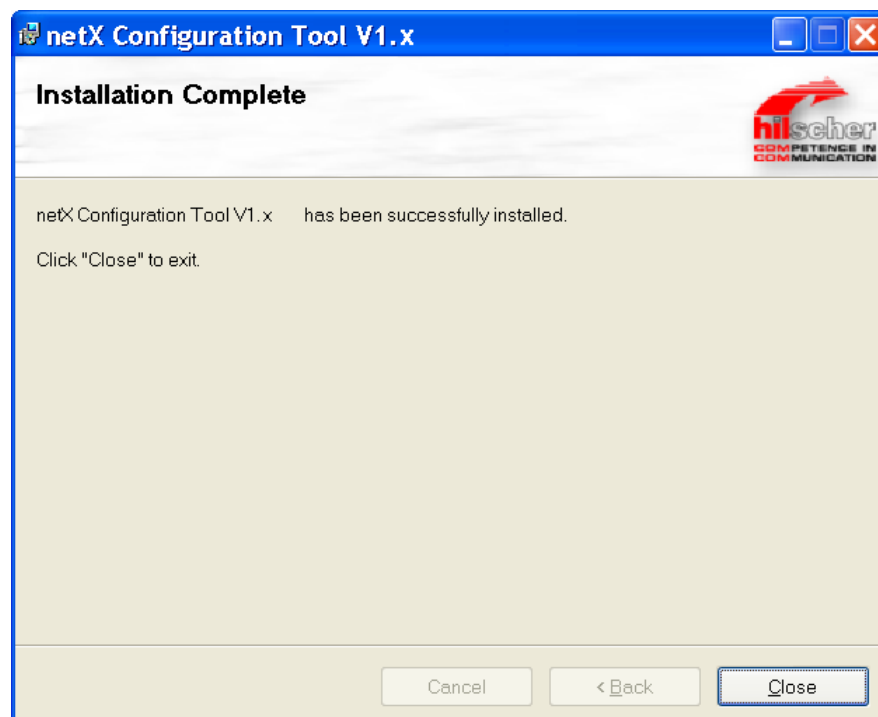 netX Configuration Tool V1.x
Installation Complete
hilscher
COMPETENCE IN
COMMUNICATION
netX Configuration Tool V1.x has been successfully installed.
Click "Close" to exit.
Cancel
< Back
Close